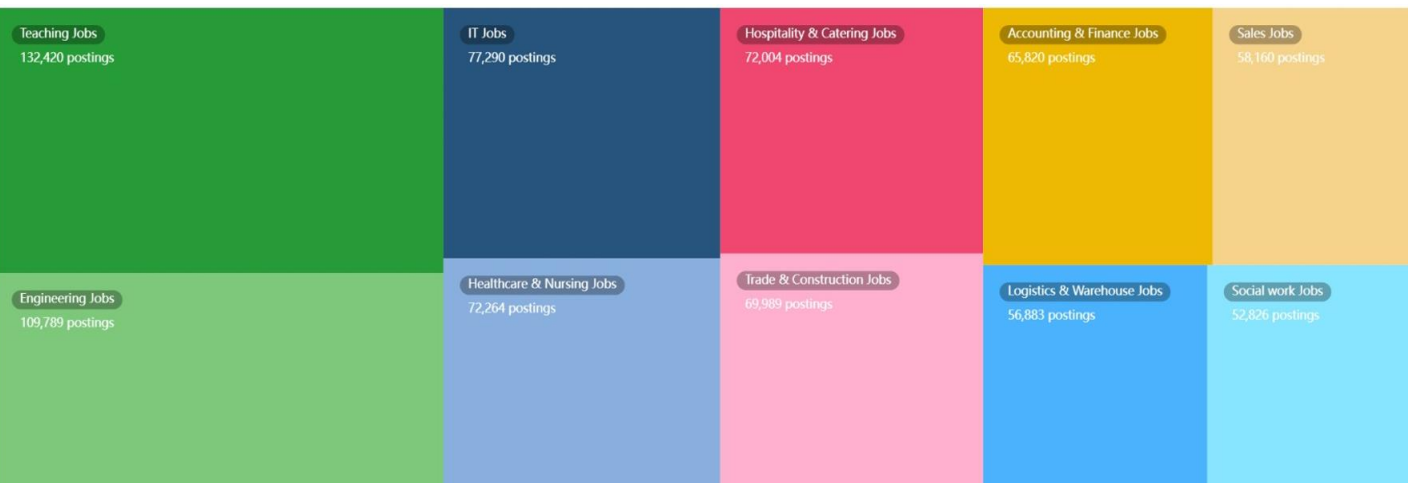 Teaching Jobs
132,420 postings
Engineering Jobs
109,789 postings
IT Jobs
77,290 postings
Healthcare & Nursing Jobs
72,264 postings
Hospitality & Catering Jobs
72,004 postings
Trade & Construction Jobs
69,989 postings
Accounting & Finance Jobs
65,820 postings
Sales Jobs
58,160 postings
Logistics & Warehouse Jobs
56,883 postings
Social work Jobs
52,826 postings